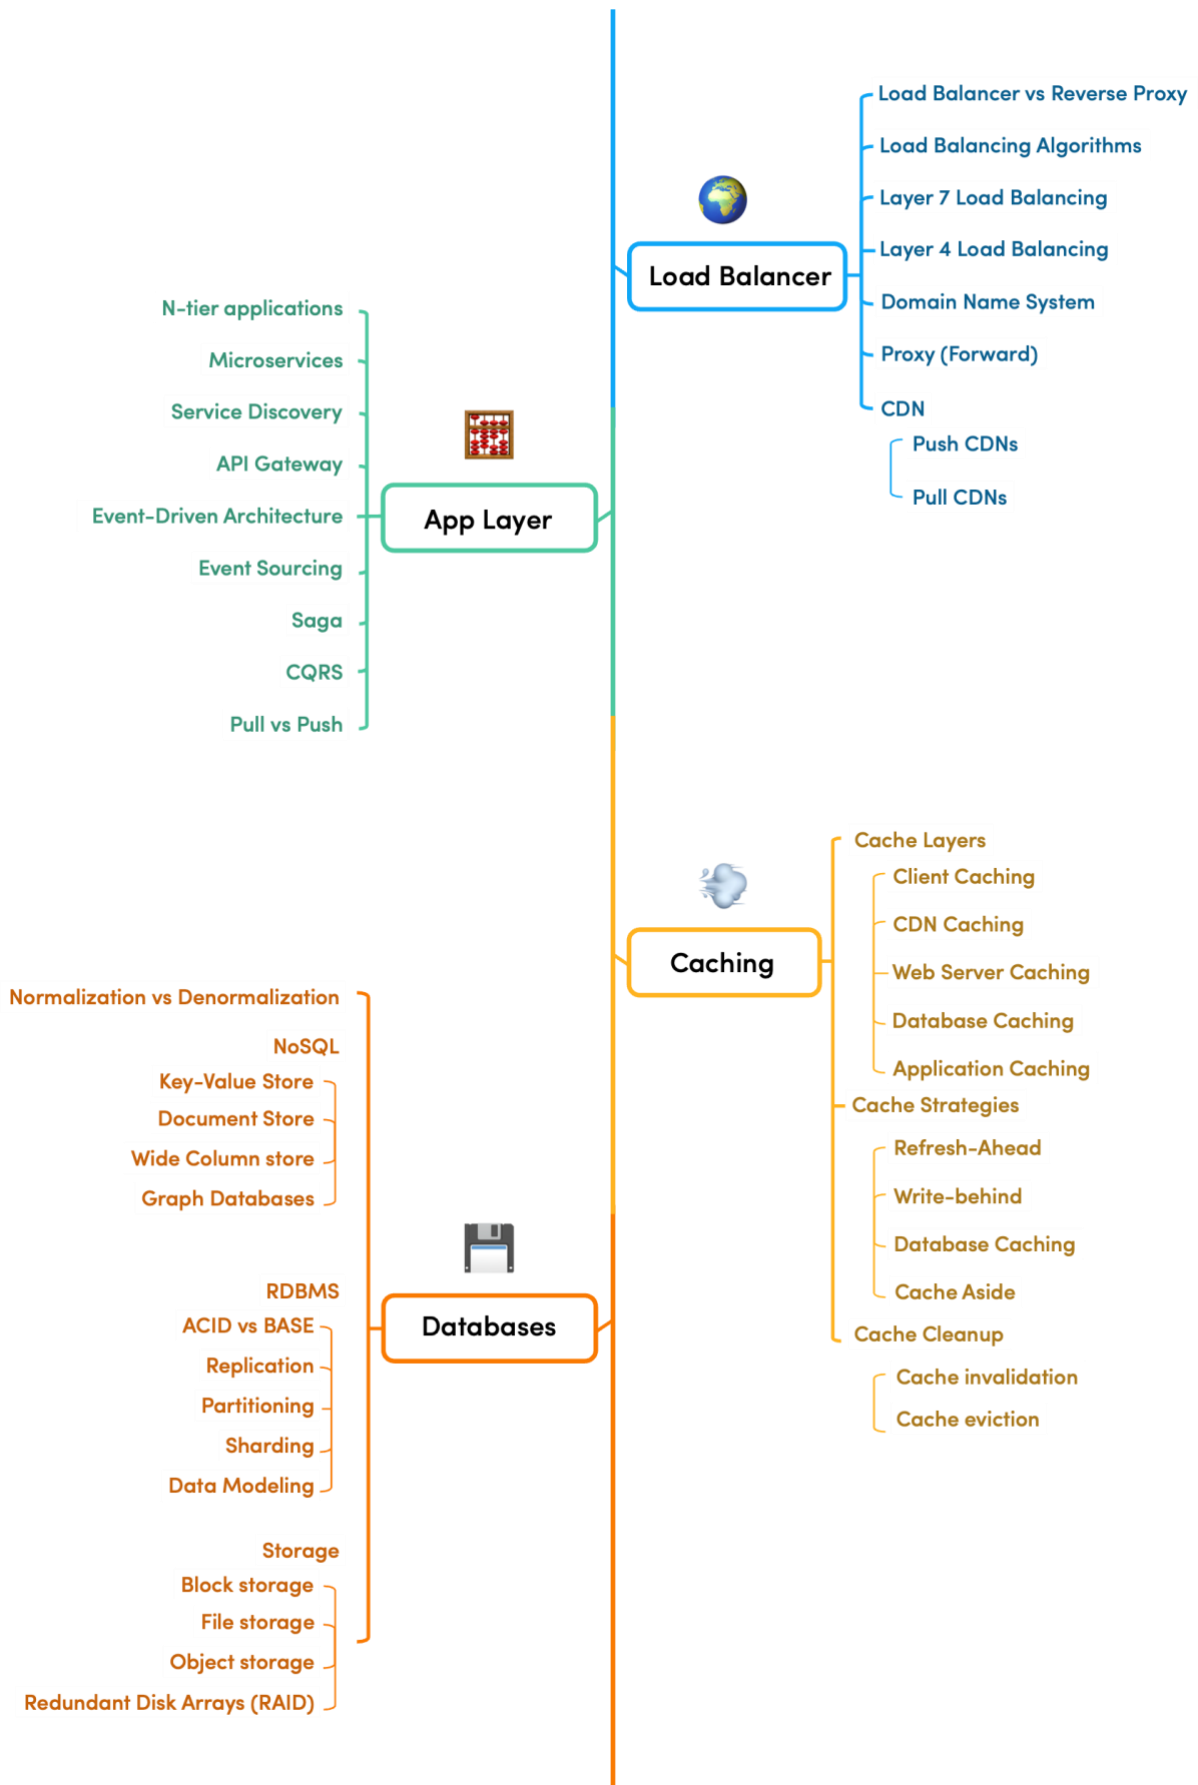 Load Balancer
Load Balancer vs Reverse Proxy
Load Balancing Algorithms
Layer 7 Load Balancing
Layer 4 Load Balancing
Domain Name System
Proxy (Forward)
CDN
Push CDNs
Pull CDNs
App Layer
N-tier applications
Microservices
Service Discovery
API Gateway
Event-Driven Architecture
Event Sourcing
Saga
CQRS
Pull vs Push
Caching
Cache Layers
Client Caching
CDN Caching
Web Server Caching
Database Caching
Application Caching
Cache Strategies
Refresh-Ahead
Write-behind
Database Caching
Cache Aside
Cache Cleanup
Cache invalidation
Cache eviction
Databases
Normalization vs Denormalization
NoSQL
Key-Value Store
Document Store
Wide Column store
Graph Databases
RDBMS
ACID vs BASE
Replication
Partitioning
Sharding
Data Modeling
Storage
Block storage
File storage
Object storage
Redundant Disk Arrays (RAID)